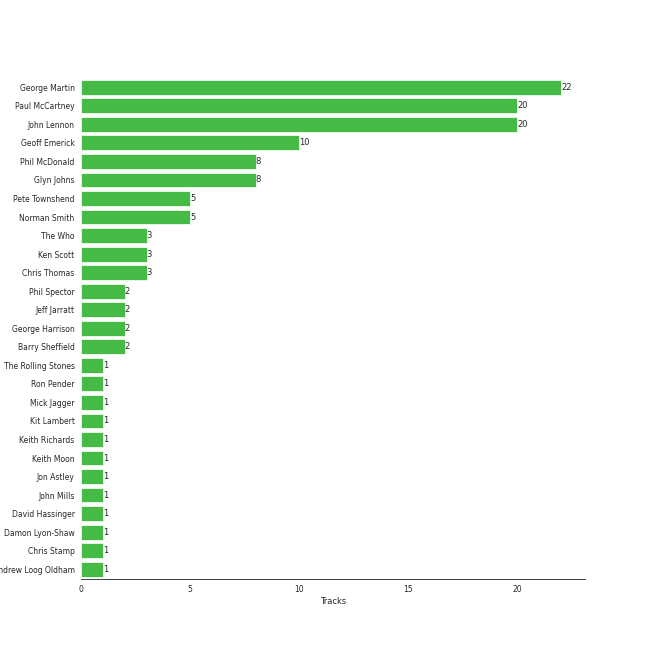 George Martin 22
Paul McCartney 20
John Lennon 20
Geoff Emerick 10
Phil McDonald 8
Glyn Johns 8
Pete Townshend 5
Norman Smith 5
The Who 3
Ken Scott 3
Chris Thomas 3
Phil Spector 2
Jeff Jarratt 2
George Harrison 2
Barry Sheffield 2
The Rolling Stones 1
Ron Pender 1
Mick Jagger 1
Kit Lambert 1
Keith Richards 1
Keith Moon 1
Jon Astley 1
John Mills 1
David Hassinger 1
Damon Lyon-Shaw 1
Chris Stamp 1
ndrew Loog Oldham 1
0 5 10 15 20
Tracks